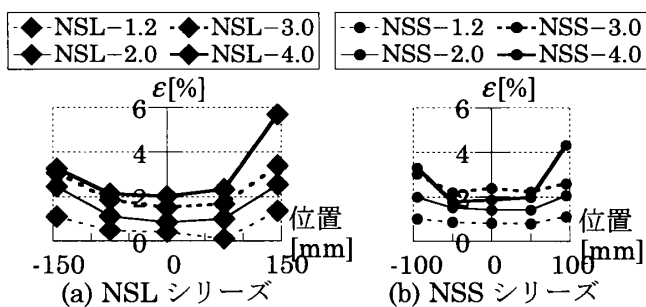 NSL-1.2 NSL-3.0
NSL-2.0 NSL-4.0
NSS-1.2 NSS-3.0
NSS-2.0 NSS-4.0
ε[%]
6
4
2
0
位置
[mm]
-150 0 150
(a) NSL シリーズ
ε[%]
6
4
2
0
位置
[mm]
-100 0 100
(b) NSS シリーズ